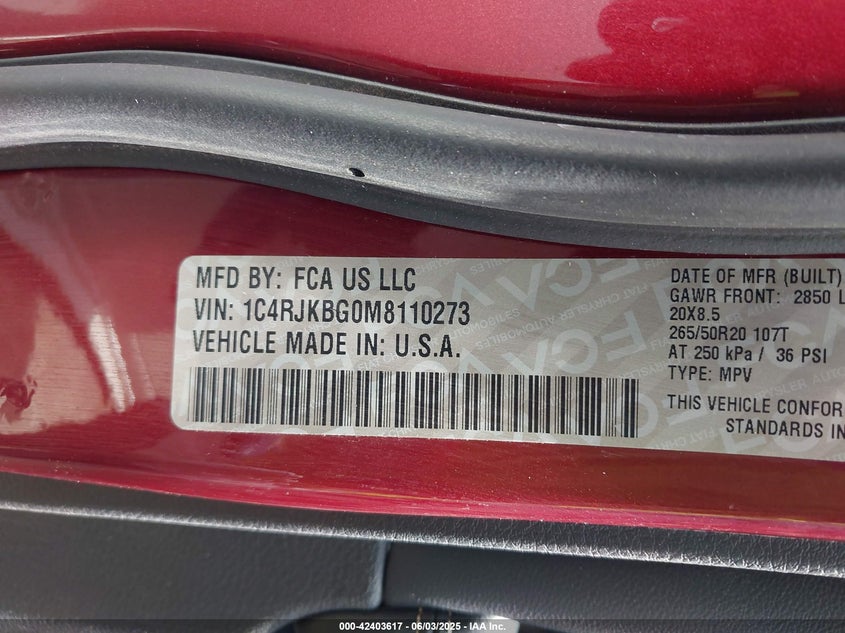 MFD BY: FCA US LLC
VIN: 1C4RJKBG0M8110273
VEHICLE MADE IN: U.S.A.
DATE OF MFR (BUILT)
GAWR FRONT: 2850 L
20X8.5
265/50R20 107T
AT 250 kPa / 36 PSI
TYPE: MPV
THIS VEHICLE CONFOR
STANDARDS IN
000-42403617 - 06/03/2025 - IAA Inc.